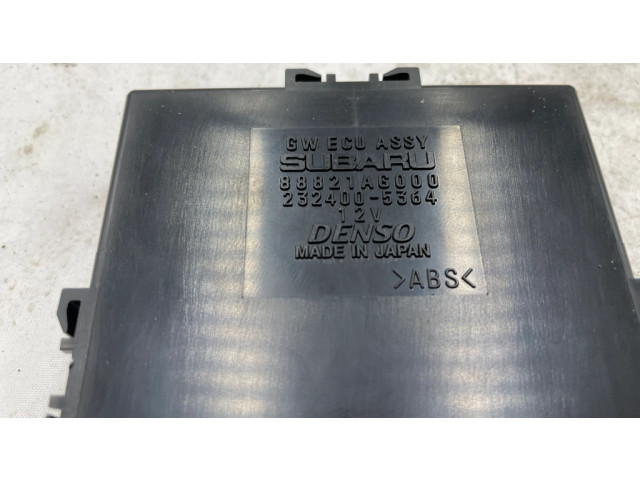 GW ECU ASSY
SUBARU
88821AG000
232400-5364
12V
DENSO
MADE IN JAPAN
>ABS<